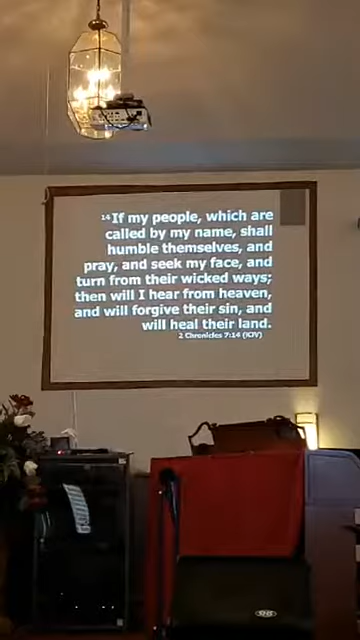 14 If my people, which are
called by my name, shall
humble themselves, and
pray, and seek my face, and
turn from their wicked ways;
then will I hear from heaven,
and will forgive their sin, and
will heal their land.
2 Chronicles 7:14 (KJV)